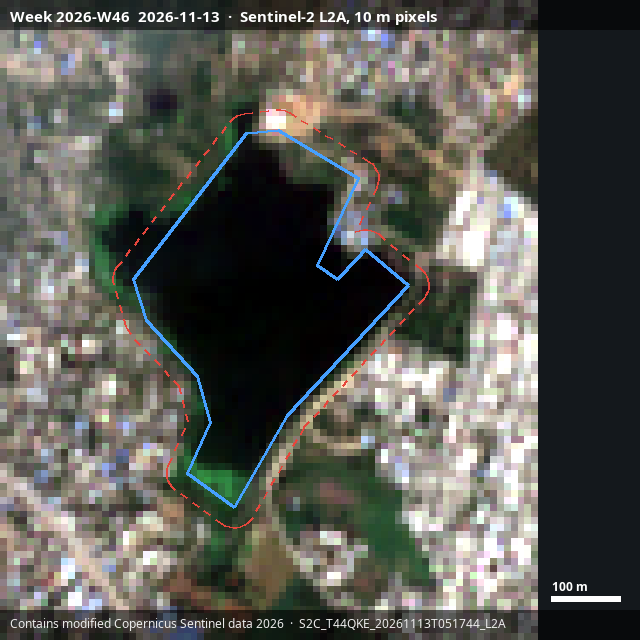 Week 2026-W46 2026-11-13 · Sentinel-2 L2A, 10 m pixels
100 m
Contains modified Copernicus Sentinel data 2026 · S2C_T44QKE_20261113T051744_L2A